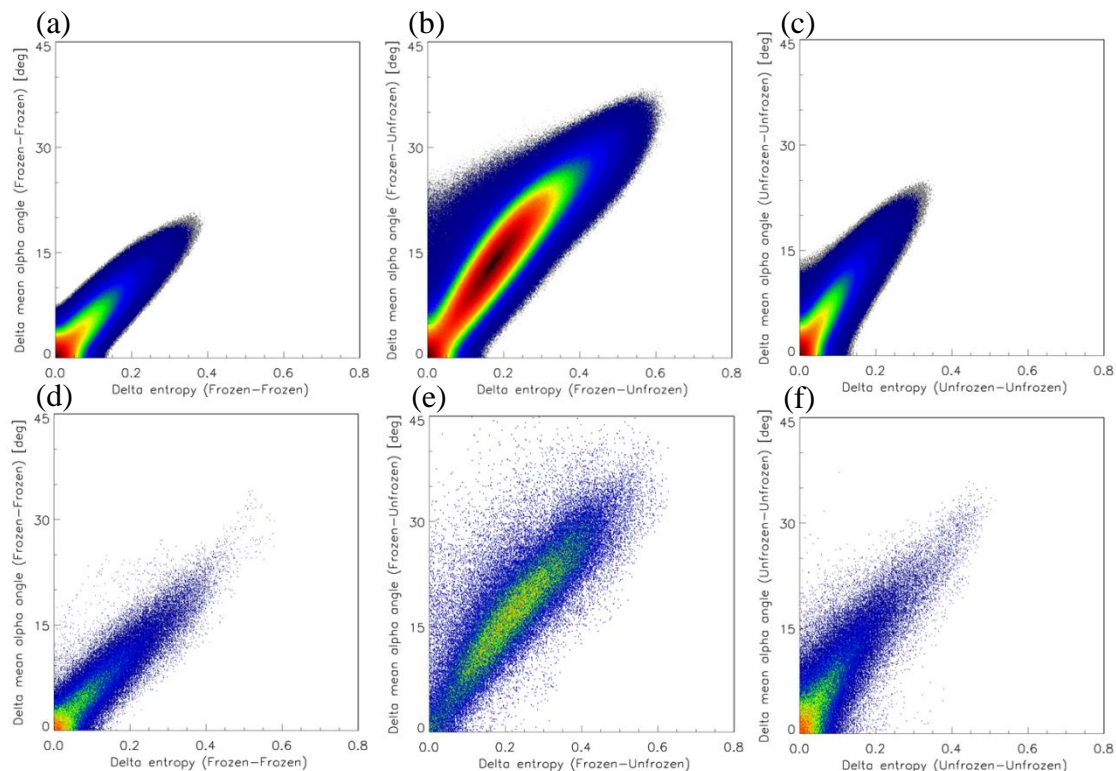 (a)
45
30
15
0
Delta mean alpha angle (Frozen-Frozen) [deg]
0.0 0.2 0.4 0.6 0.8
Delta entropy (Frozen-Frozen)
(b)
45
30
15
0
Delta mean alpha angle (Frozen-Unfrozen) [deg]
0.0 0.2 0.4 0.6 0.8
Delta entropy (Frozen-Unfrozen)
(c)
45
30
15
0
Delta mean alpha angle (Unfrozen-Unfrozen) [deg]
0.0 0.2 0.4 0.6 0.8
Delta entropy (Unfrozen-Unfrozen)
(d)
45
30
15
0
Delta mean alpha angle (Frozen-Frozen) [deg]
0.0 0.2 0.4 0.6 0.8
Delta entropy (Frozen-Frozen)
(e)
45
30
15
0
Delta mean alpha angle (Frozen-Unfrozen) [deg]
0.0 0.2 0.4 0.6 0.8
Delta entropy (Frozen-Unfrozen)
(f)
45
30
15
0
Delta mean alpha angle (Unfrozen-Unfrozen) [deg]
0.0 0.2 0.4 0.6 0.8
Delta entropy (Unfrozen-Unfrozen)